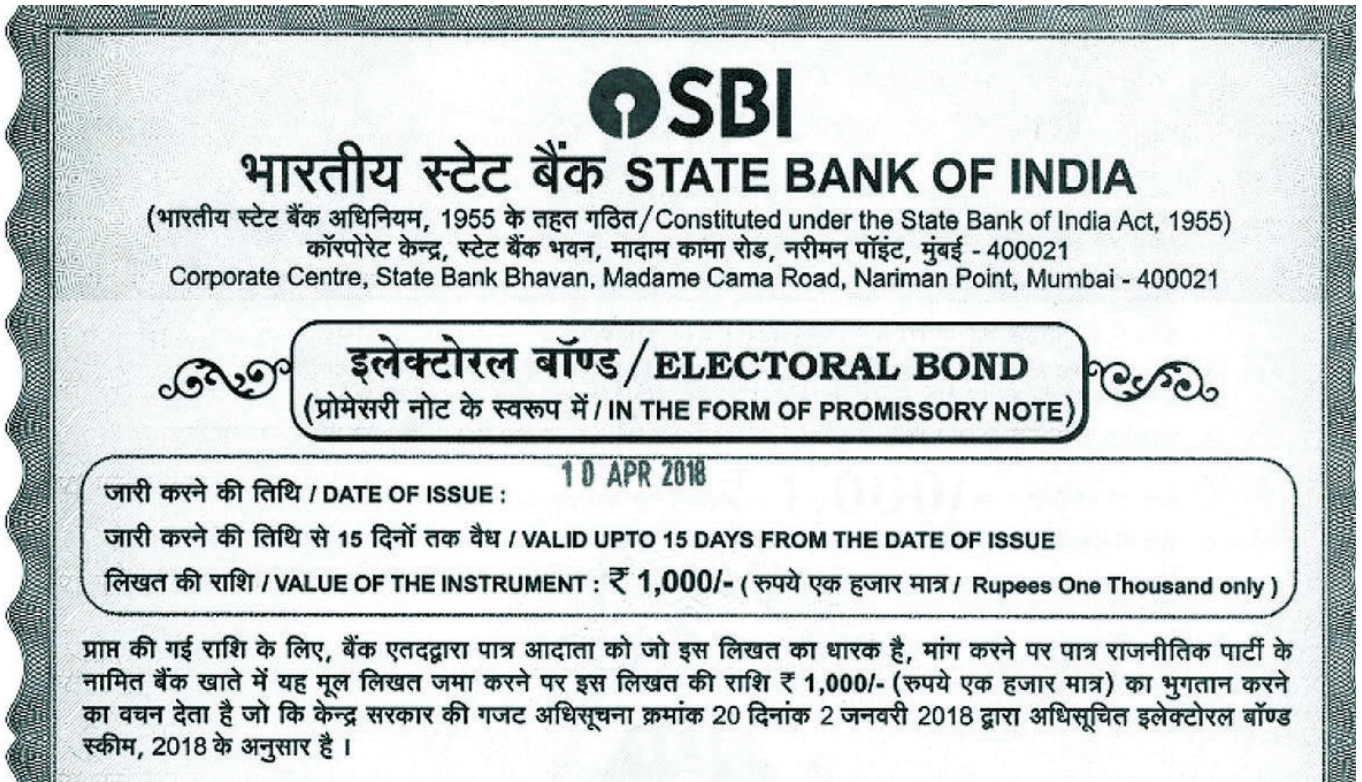 SBI
भारतीय स्टेट बैंक STATE BANK OF INDIA
(भारतीय स्टेट बैंक अधिनियम, 1955 के तहत गठित/Constituted under the State Bank of India Act, 1955)
कॉरपोरेट केन्द्र, स्टेट बैंक भवन, मादाम कामा रोड, नरीमन पॉइंट, मुंबई - 400021
Corporate Centre, State Bank Bhavan, Madame Cama Road, Nariman Point, Mumbai - 400021
इलेक्टोरल बॉण्ड/ELECTORAL BOND
(प्रोमेसरी नोट के स्वरूप में/ IN THE FORM OF PROMISSORY NOTE)
10 APR 2018
जारी करने की तिथि / DATE OF ISSUE :
जारी करने की तिथि से 15 दिनों तक वैध / VALID UPTO 15 DAYS FROM THE DATE OF ISSUE
लिखत की राशि / VALUE OF THE INSTRUMENT : ₹ 1,000/- ( रुपये एक हजार मात्र / Rupees One Thousand only )
प्राप्त की गई राशि के लिए, बैंक एतदद्वारा पात्र आदाता को जो इस लिखत का धारक है, मांग करने पर पात्र राजनीतिक पार्टी के
नामित बैंक खाते में यह मूल लिखत जमा करने पर इस लिखत की राशि ₹ 1,000/- (रुपये एक हजार मात्र) का भुगतान करने
का वचन देता है जो कि केन्द्र सरकार की गजट अधिसूचना क्रमांक 20 दिनांक 2 जनवरी 2018 द्वारा अधिसूचित इलेक्टोरल बॉण्ड
स्कीम, 2018 के अनुसार है ।